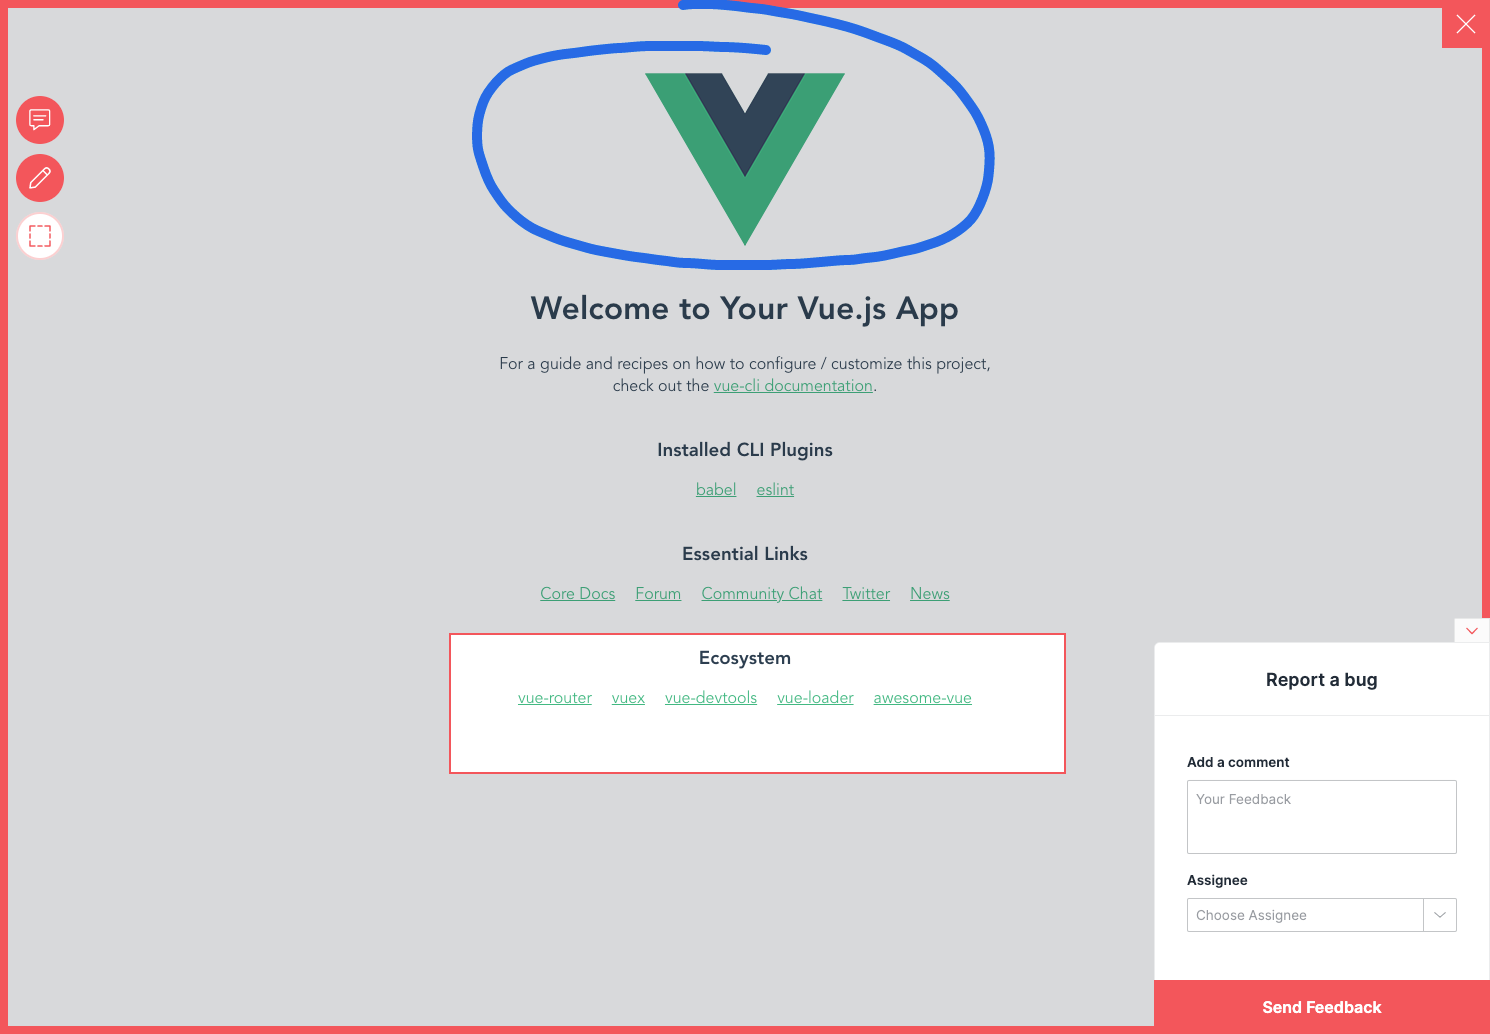 Welcome to Your Vue.js App
For a guide and recipes on how to configure / customize this project,
check out the vue-cli documentation.
Installed CLI Plugins
babel eslint
Essential Links
Core Docs Forum Community Chat Twitter News
Ecosystem
vue-router vuex vue-devtools vue-loader awesome-vue
Report a bug
Add a comment
Your Feedback
Assignee
Choose Assignee
Send Feedback